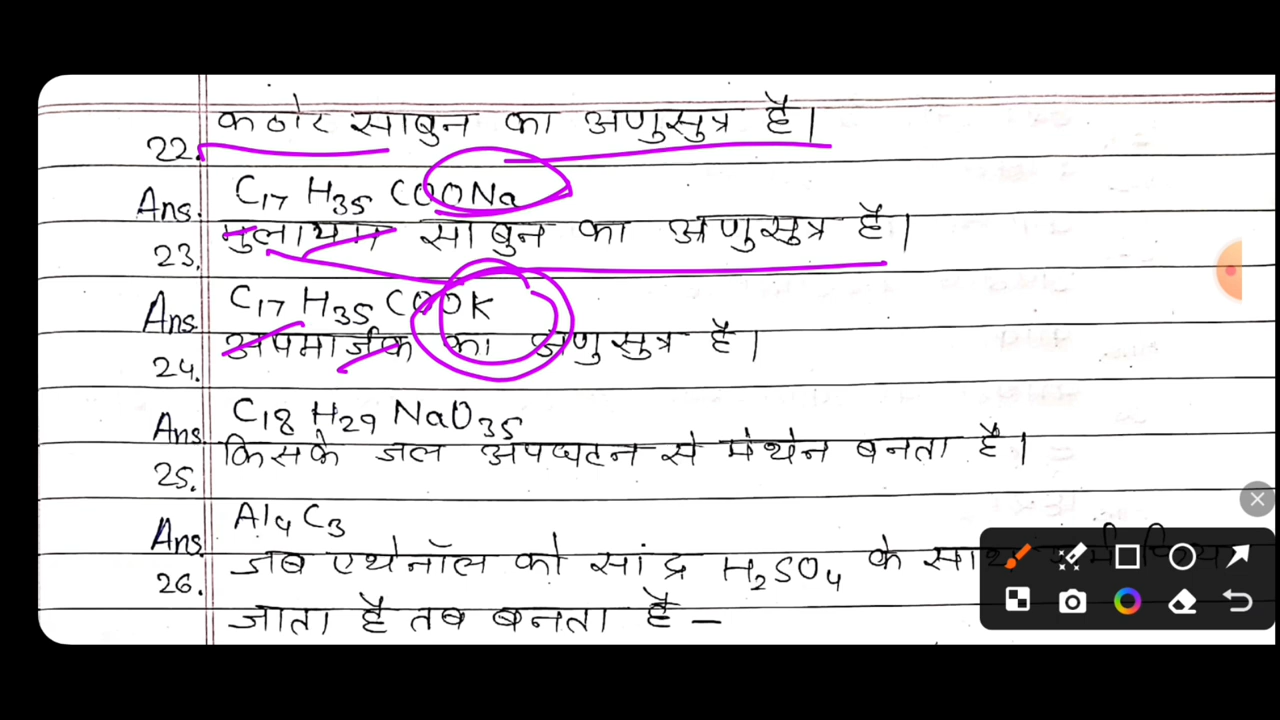 कठोर साबुन का अणुसुत्र है।
22.
Ans. C17 H35 COONa
मुलायम साबुन का अणुसुत्र है।
23.
Ans C17 H35 COOK
अपमार्जक का अणुसुत्र है।
24.
Ans C18 H29 NaO35
किसके जल अपघटन से मेथेन बनता है।
25.
Ans Al4 C3
जब एथेनॉल को सांद्र H2SO4 के साथ
26.
जाता है तब बनता है –